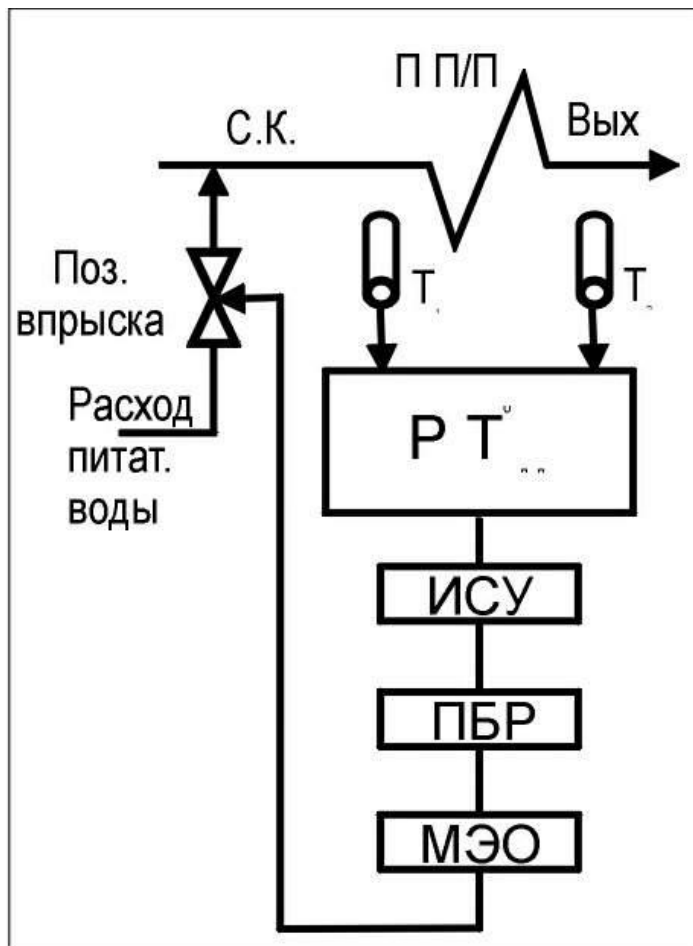 П П/П
С.К.
Вых
Поз.
впрыска
Т
Т
Расход
питат.
воды
Р Т
ИСУ
ПБР
МЭО